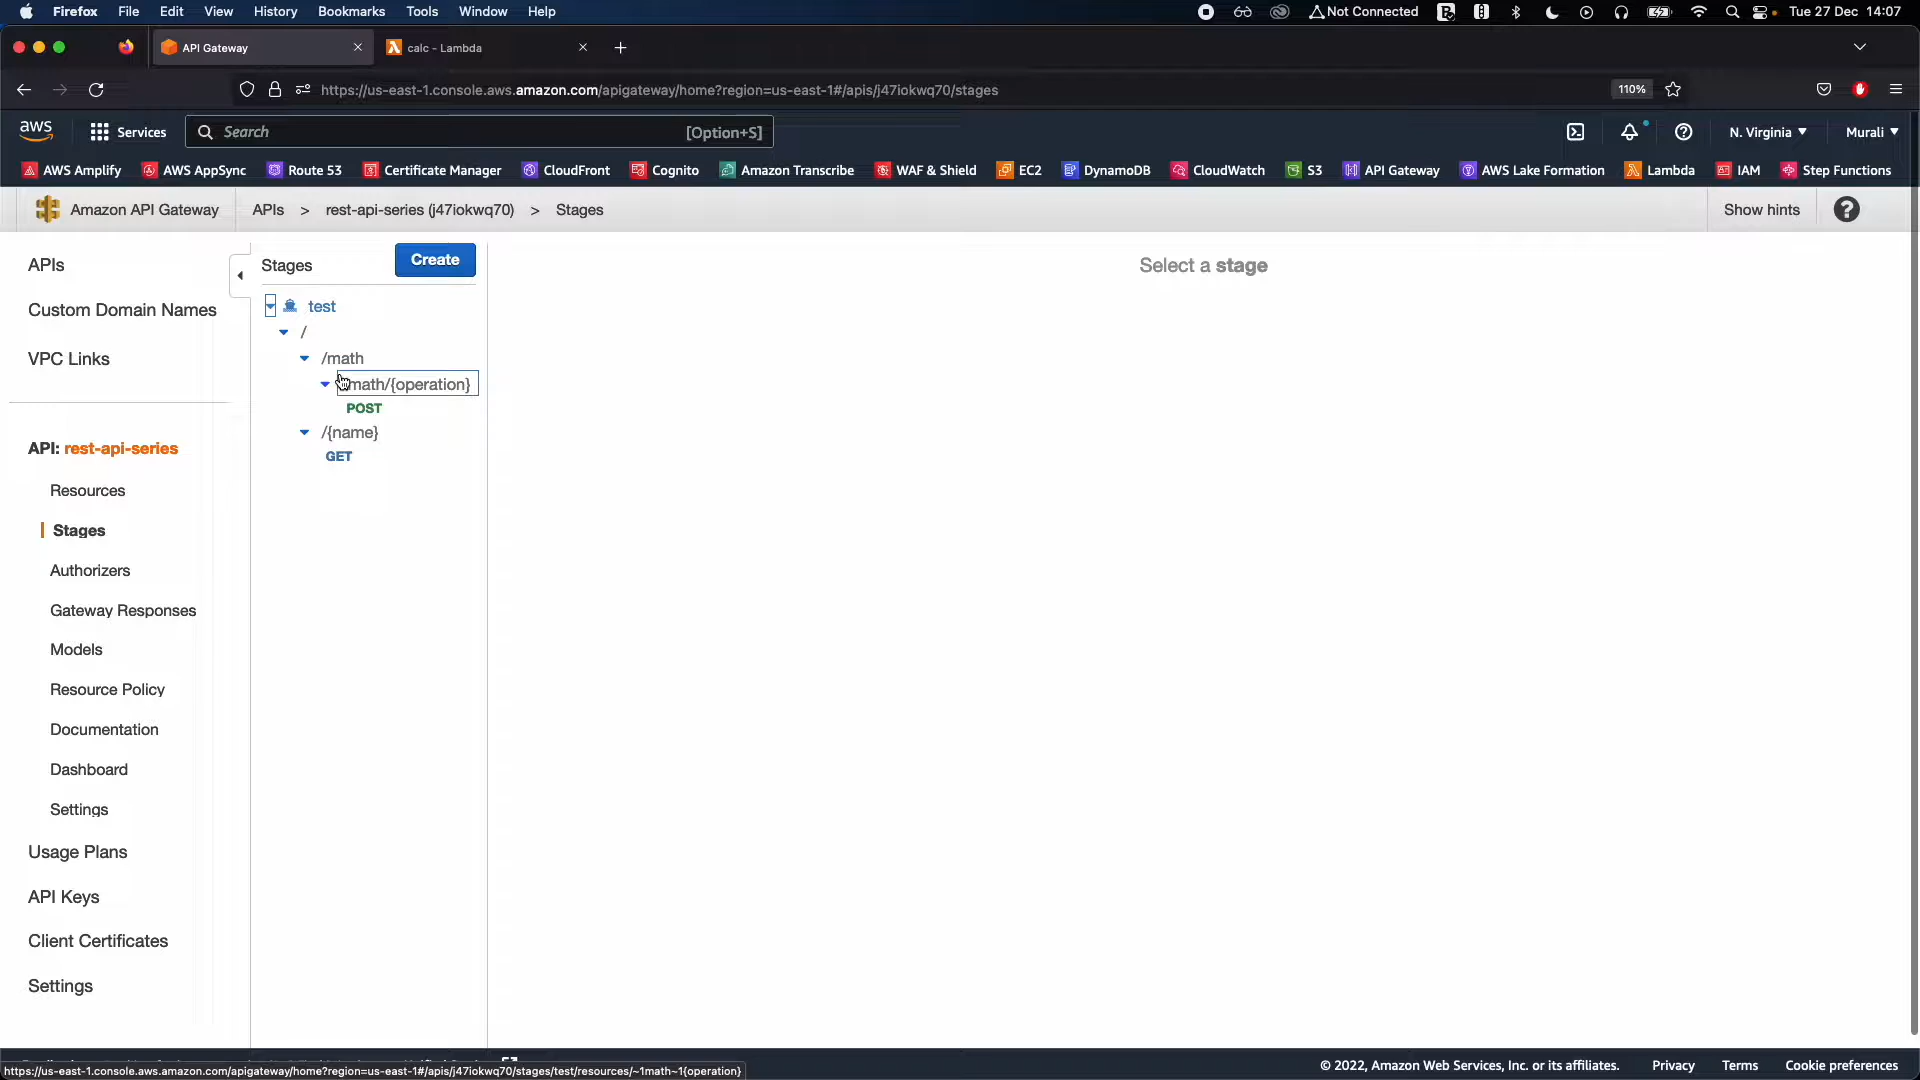 Firefox File Edit View History Bookmarks Tools Window Help Not Connected Tue 27 Dec 14:07
API Gateway calc - Lambda
https://us-east-1.console.aws.amazon.com/apigateway/home?region=us-east-1#/apis/j47iokwq70/stages 110%
aws Services Search [Option+S] N. Virginia Murali
AWS Amplify AWS AppSync Route 53 Certificate Manager CloudFront Cognito Amazon Transcribe WAF & Shield EC2 DynamoDB CloudWatch S3 API Gateway AWS Lake Formation Lambda IAM Step Functions
Amazon API Gateway APIs > rest-api-series (j47iokwq70) > Stages Show hints
APIs
Custom Domain Names
VPC Links
API: rest-api-series
Resources
Stages
Authorizers
Gateway Responses
Models
Resource Policy
Documentation
Dashboard
Settings
Usage Plans
API Keys
Client Certificates
Settings
Stages Create
test
/
/math
/math/{operation}
POST
/{name}
GET
Select a stage
© 2022, Amazon Web Services, Inc. or its affiliates. Privacy Terms Cookie preferences
https://us-east-1.console.aws.amazon.com/apigateway/home?region=us-east-1#/apis/j47iokwq70/stages/test/resources/~1math~1{operation}